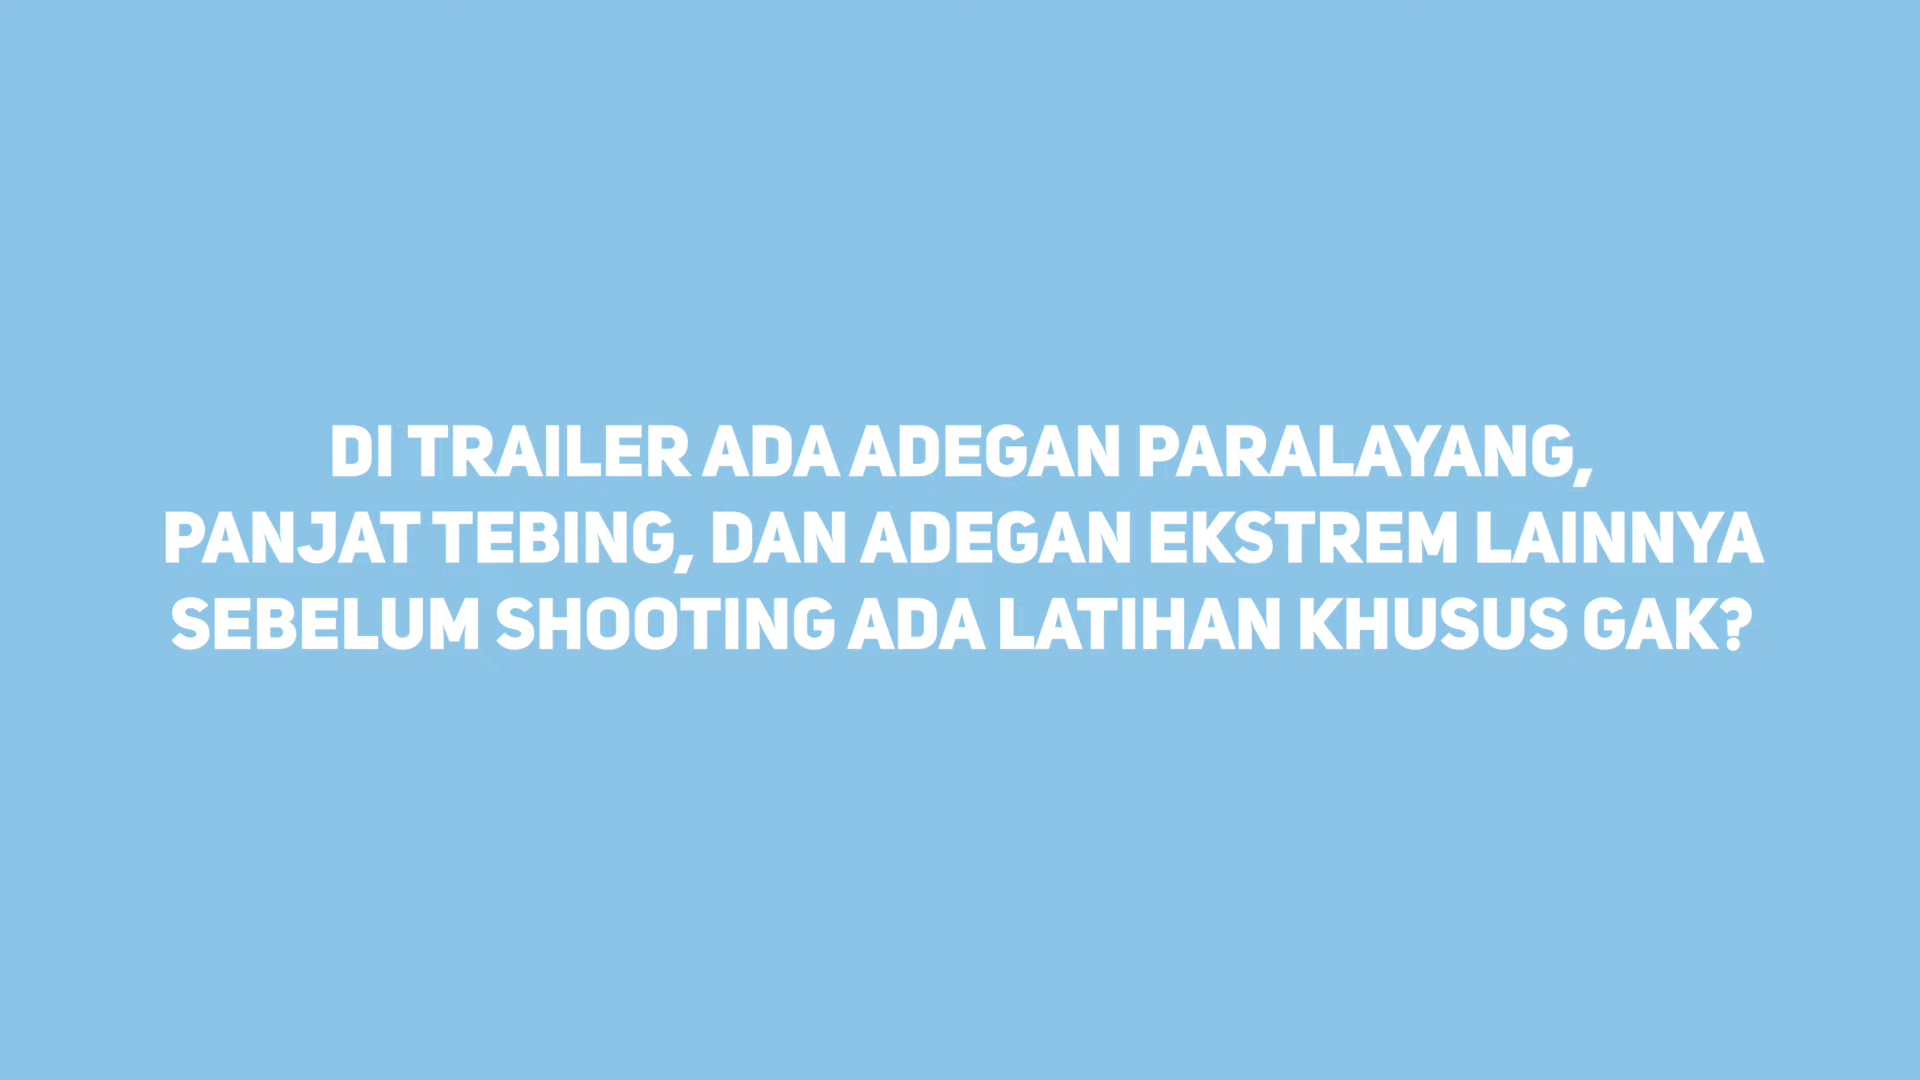 DI TRAILER ADA ADEGAN PARALAYANG,
PANJAT TEBING, DAN ADEGAN EKSTREM LAINNYA
SEBELUM SHOOTING ADA LATIHAN KHUSUS GAK?